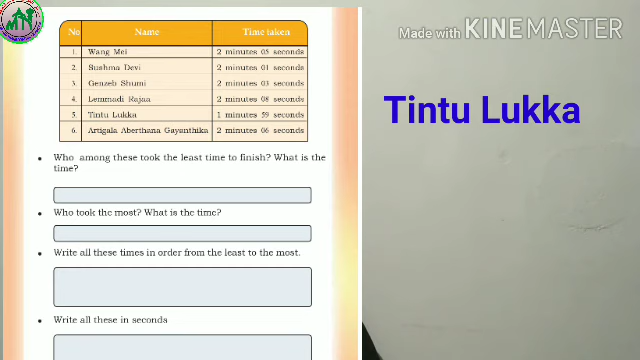 No Name Time taken
1. Wang Mei 2 minutes 05 seconds
2. Sushma Devi 2 minutes 01 seconds
3. Genzeb Shumi 2 minutes 03 seconds
4. Lemmadi Rajaa 2 minutes 08 seconds
5. Tintu Lukka 1 minutes 59 seconds
6. Artigala Aberthana Gayanthika 2 minutes 06 seconds
• Who among these took the least time to finish? What is the
time?
• Who took the most? What is the time?
• Write all these times in order from the least to the most.
• Write all these in seconds
Made with KINEMASTER
Tintu Lukka